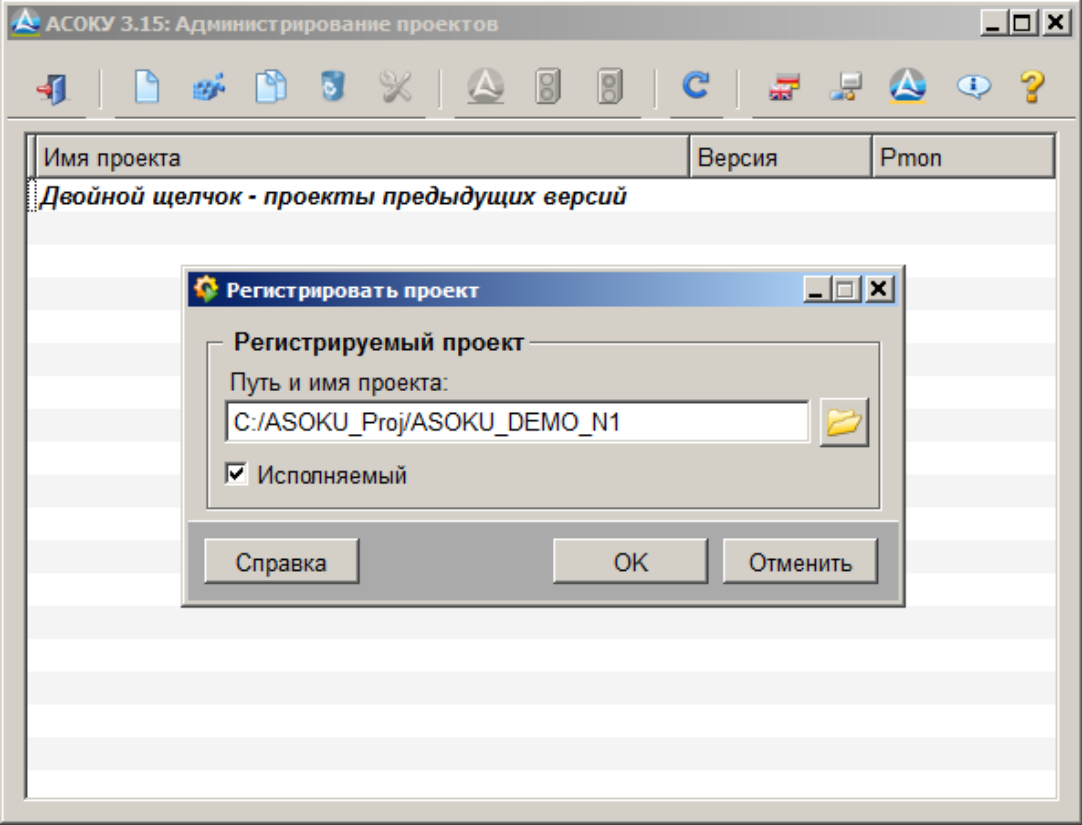 АСОКУ 3.15: Администрирование проектов
Имя проекта Версия Pmon
Двойной щелчок - проекты предыдущих версий
Регистрировать проект
Регистрируемый проект
Путь и имя проекта:
C:/ASOKU_Proj/ASOKU_DEMO_N1
Исполняемый
Справка OK Отменить